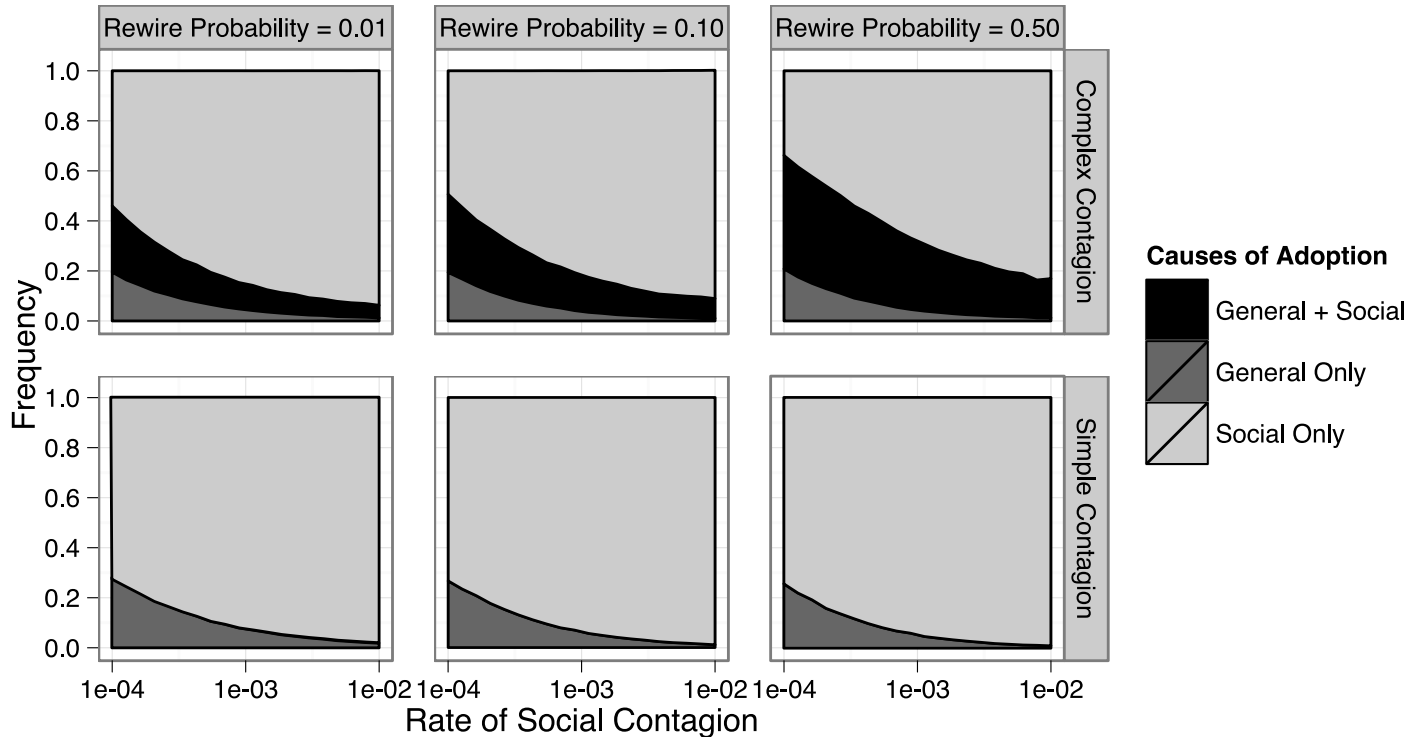 Rewire Probability = 0.01
Rewire Probability = 0.10
Rewire Probability = 0.50
1.0
0.8
0.6
0.4
0.2
0.0
Complex Contagion
1.0
0.8
0.6
0.4
0.2
0.0
Simple Contagion
Frequency
1e-04
1e-03
1e-02
1e-04
1e-03
1e-02
1e-04
1e-03
1e-02
Rate of Social Contagion
Causes of Adoption
General + Social
General Only
Social Only